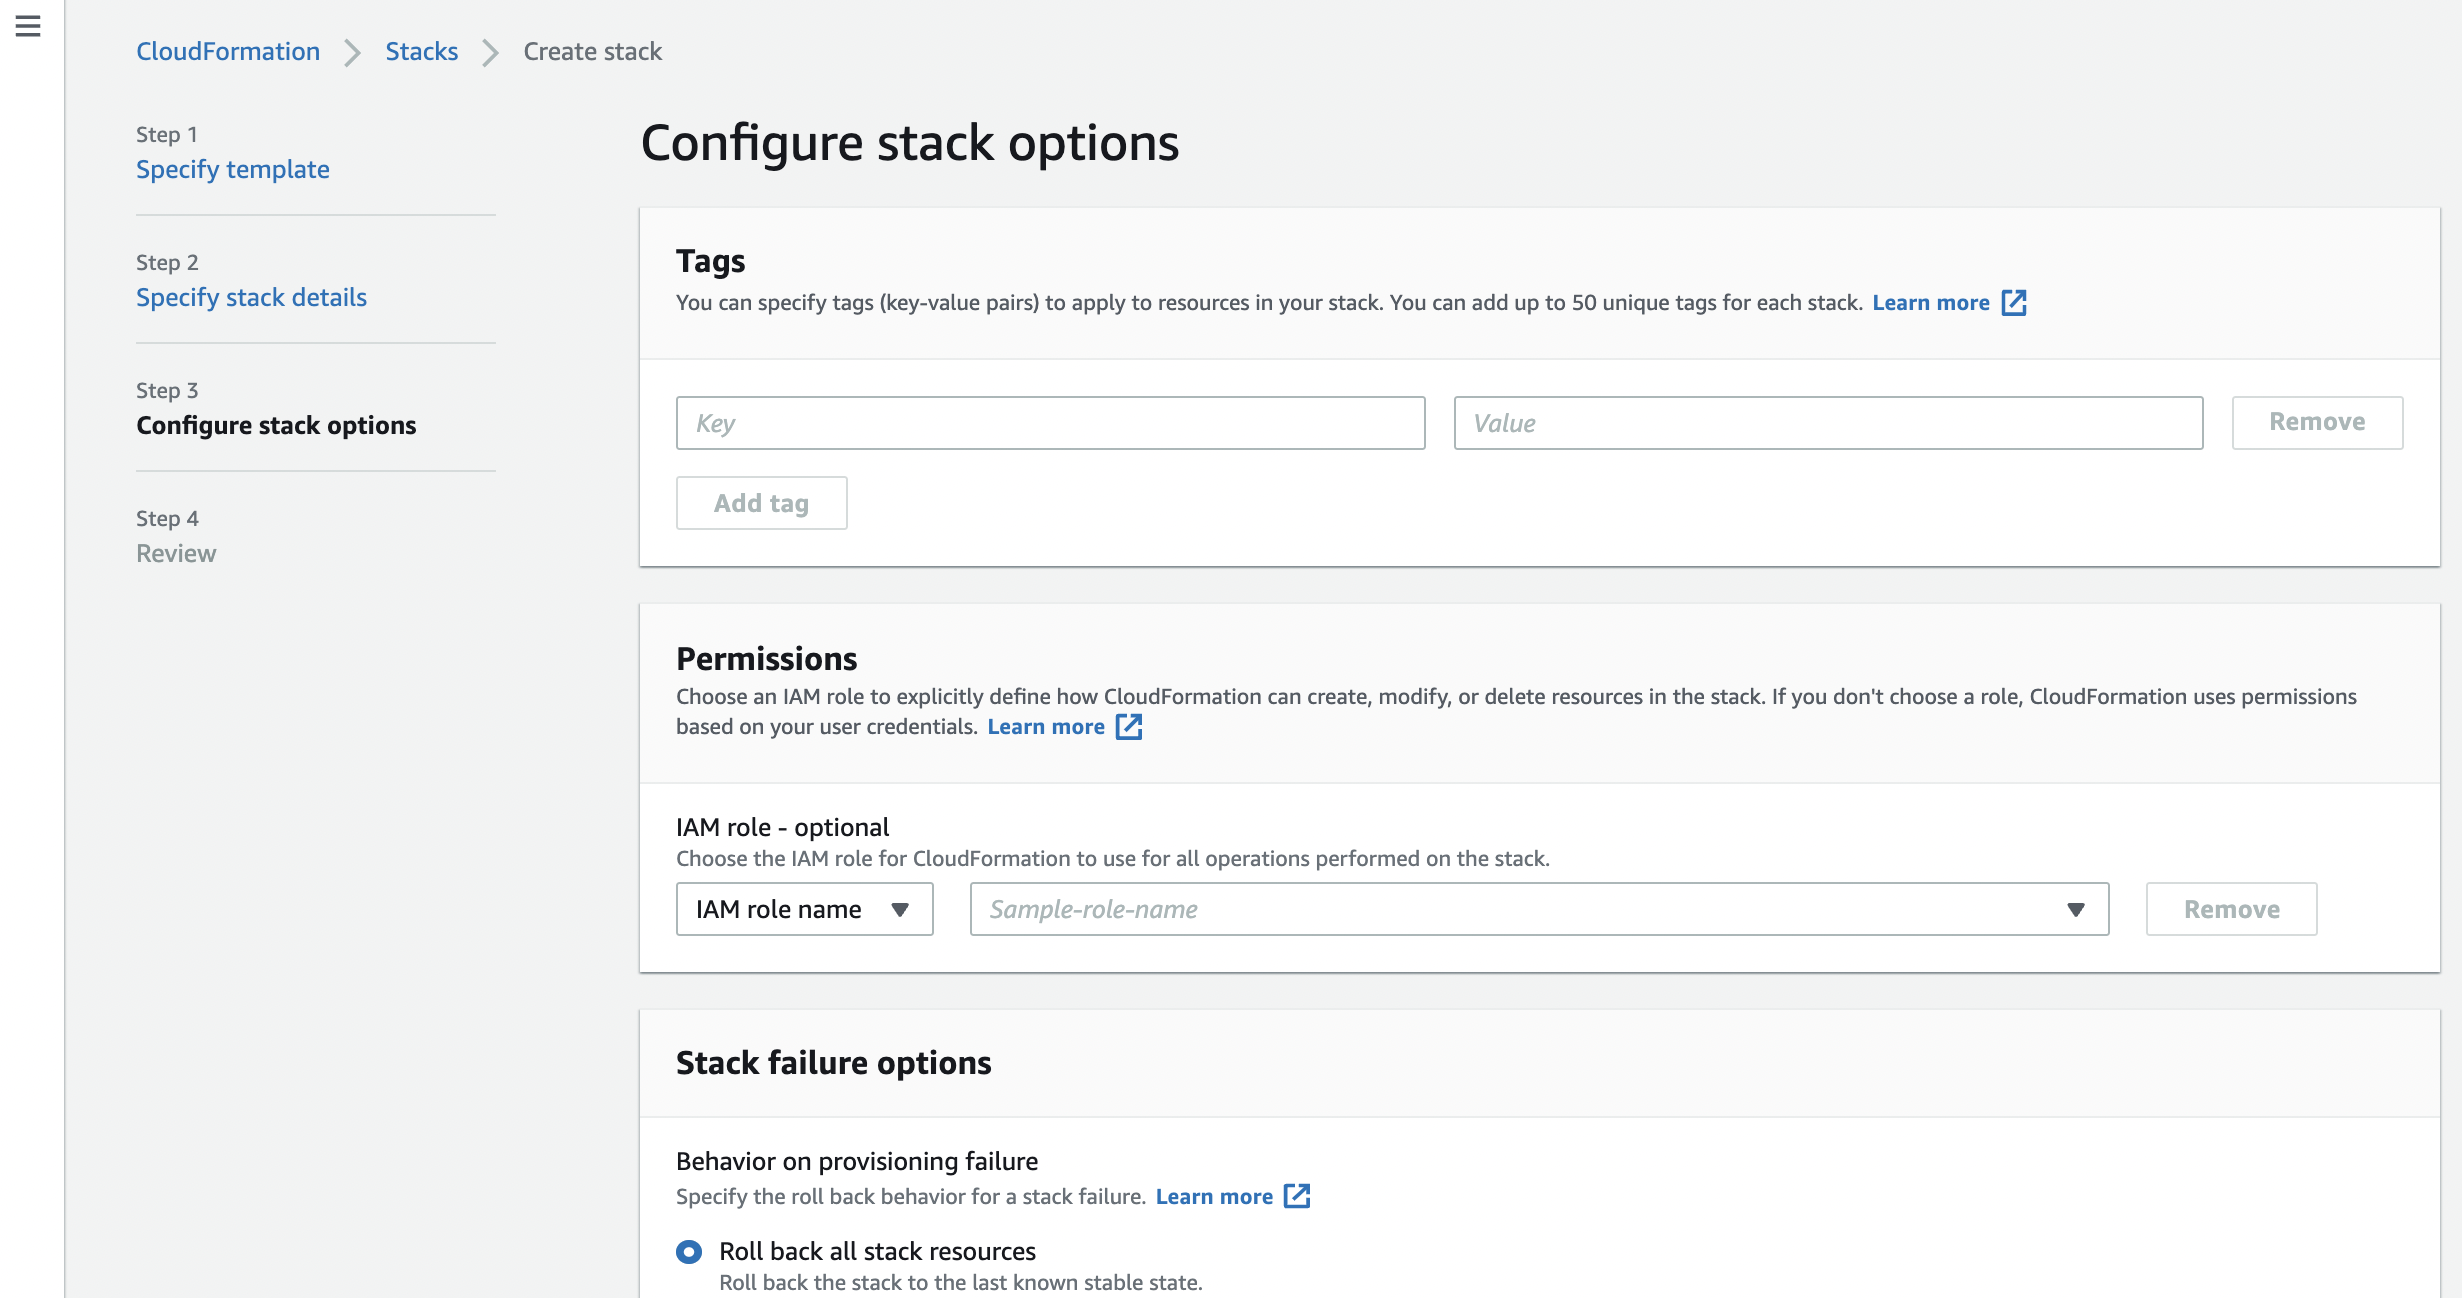 CloudFormation > Stacks > Create stack
Step 1
Specify template
Step 2
Specify stack details
Step 3
Configure stack options
Step 4
Review
Configure stack options
Tags
You can specify tags (key-value pairs) to apply to resources in your stack. You can add up to 50 unique tags for each stack. Learn more
Key Value Remove
Add tag
Permissions
Choose an IAM role to explicitly define how CloudFormation can create, modify, or delete resources in the stack. If you don't choose a role, CloudFormation uses permissions
based on your user credentials. Learn more
IAM role - optional
Choose the IAM role for CloudFormation to use for all operations performed on the stack.
IAM role name Sample-role-name Remove
Stack failure options
Behavior on provisioning failure
Specify the roll back behavior for a stack failure. Learn more
Roll back all stack resources
Roll back the stack to the last known stable state.